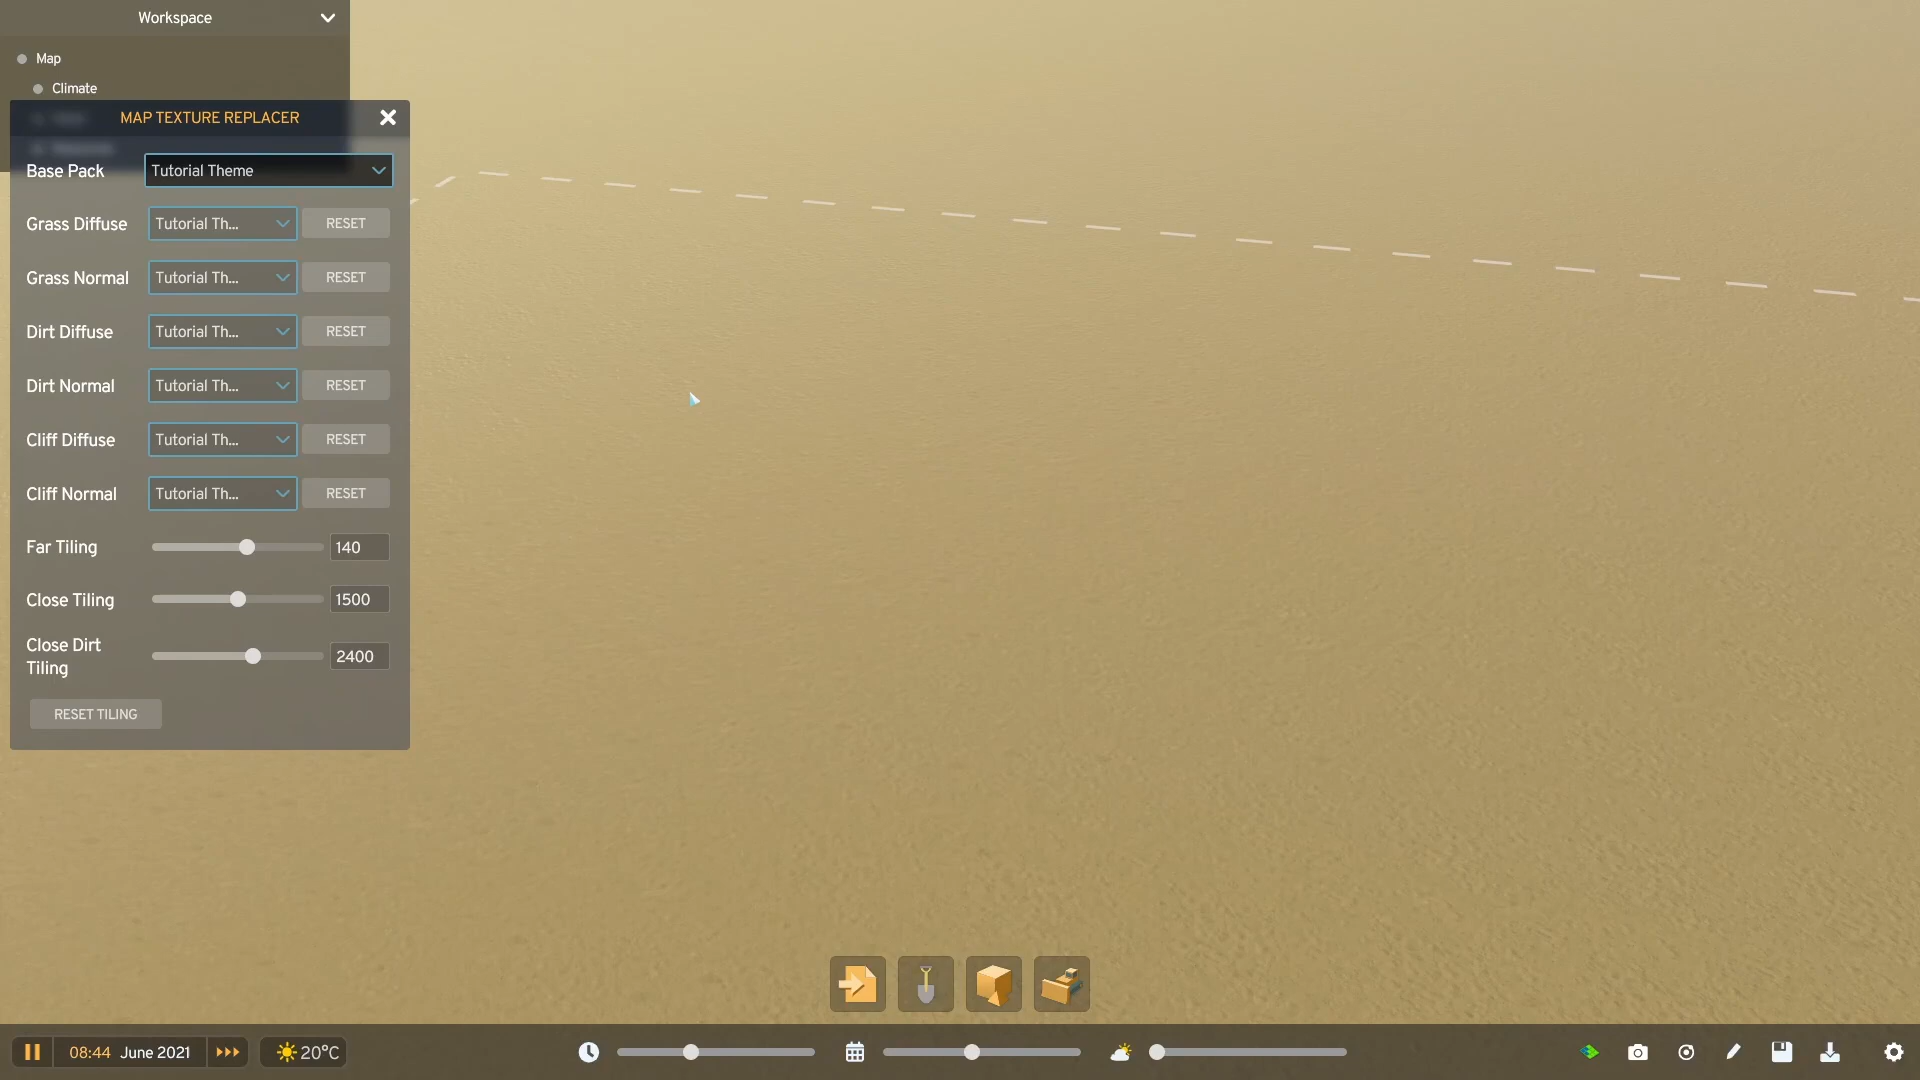 Workspace
Map
Climate
MAP TEXTURE REPLACER
Base Pack
Tutorial Theme
Grass Diffuse
Tutorial Th...
RESET
Grass Normal
Tutorial Th...
RESET
Dirt Diffuse
Tutorial Th...
RESET
Dirt Normal
Tutorial Th...
RESET
Cliff Diffuse
Tutorial Th...
RESET
Cliff Normal
Tutorial Th...
RESET
Far Tiling
140
Close Tiling
1500
Close Dirt
Tiling
2400
RESET TILING
08:44 June 2021
20°C